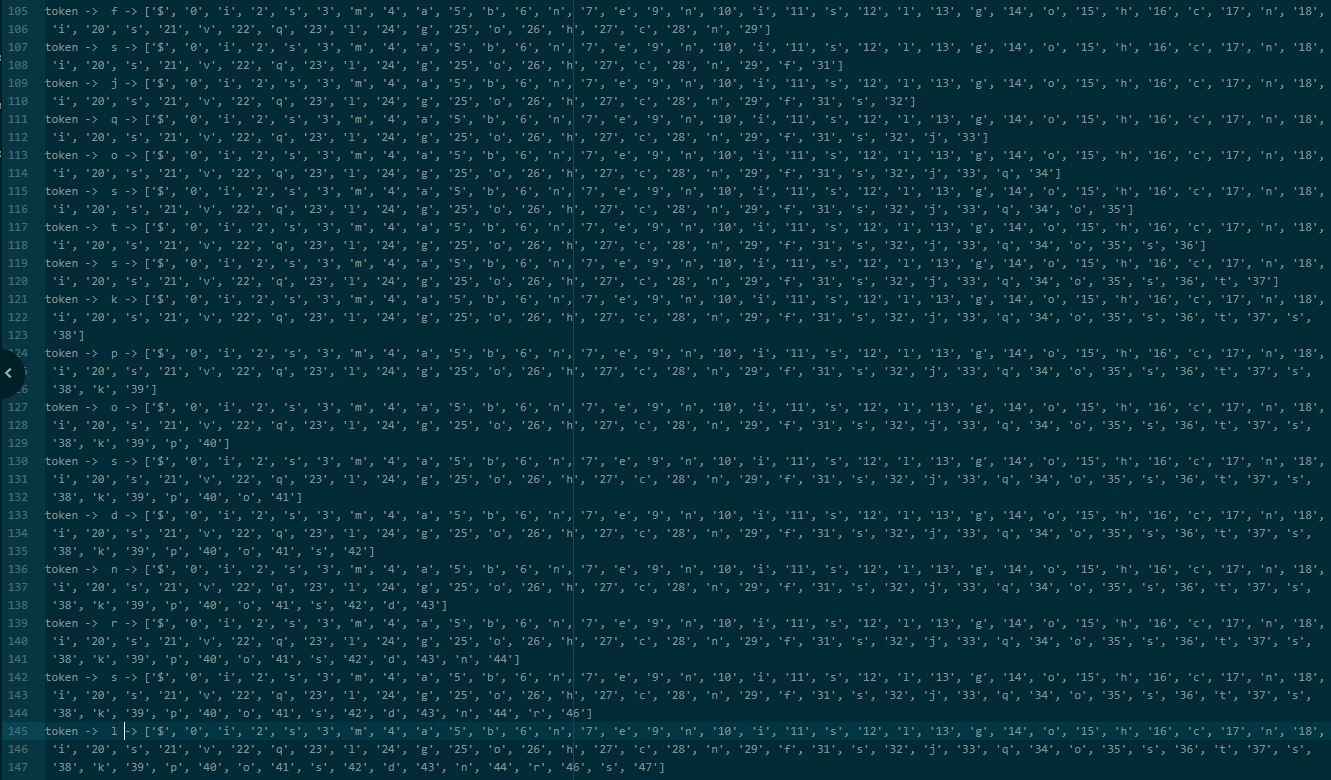 105 token -> f -> ['$', '0', 'i', '2', 's', '3', 'm', '4', 'a', '5', 'b', '6', 'n', '7', 'e', '9', 'n', '10', 'i', '11', 's', '12', 'l', '13', 'g', '14', 'o', '15', 'h', '16', 'c', '17', 'n', '18',
106 'i', '20', 's', '21', 'v', '22', 'q', '23', 'l', '24', 'g', '25', 'o', '26', 'h', '27', 'c', '28', 'n', '29']
107 token -> s -> ['$', '0', 'i', '2', 's', '3', 'm', '4', 'a', '5', 'b', '6', 'n', '7', 'e', '9', 'n', '10', 'i', '11', 's', '12', 'l', '13', 'g', '14', 'o', '15', 'h', '16', 'c', '17', 'n', '18',
108 'i', '20', 's', '21', 'v', '22', 'q', '23', 'l', '24', 'g', '25', 'o', '26', 'h', '27', 'c', '28', 'n', '29', 'f', '31']
109 token -> j -> ['$', '0', 'i', '2', 's', '3', 'm', '4', 'a', '5', 'b', '6', 'n', '7', 'e', '9', 'n', '10', 'i', '11', 's', '12', 'l', '13', 'g', '14', 'o', '15', 'h', '16', 'c', '17', 'n', '18',
110 'i', '20', 's', '21', 'v', '22', 'q', '23', 'l', '24', 'g', '25', 'o', '26', 'h', '27', 'c', '28', 'n', '29', 'f', '31', 's', '32']
111 token -> q -> ['$', '0', 'i', '2', 's', '3', 'm', '4', 'a', '5', 'b', '6', 'n', '7', 'e', '9', 'n', '10', 'i', '11', 's', '12', 'l', '13', 'g', '14', 'o', '15', 'h', '16', 'c', '17', 'n', '18',
112 'i', '20', 's', '21', 'v', '22', 'q', '23', 'l', '24', 'g', '25', 'o', '26', 'h', '27', 'c', '28', 'n', '29', 'f', '31', 's', '32', 'j', '33']
113 token -> o -> ['$', '0', 'i', '2', 's', '3', 'm', '4', 'a', '5', 'b', '6', 'n', '7', 'e', '9', 'n', '10', 'i', '11', 's', '12', 'l', '13', 'g', '14', 'o', '15', 'h', '16', 'c', '17', 'n', '18',
114 'i', '20', 's', '21', 'v', '22', 'q', '23', 'l', '24', 'g', '25', 'o', '26', 'h', '27', 'c', '28', 'n', '29', 'f', '31', 's', '32', 'j', '33', 'q', '34']
115 token -> s -> ['$', '0', 'i', '2', 's', '3', 'm', '4', 'a', '5', 'b', '6', 'n', '7', 'e', '9', 'n', '10', 'i', '11', 's', '12', 'l', '13', 'g', '14', 'o', '15', 'h', '16', 'c', '17', 'n', '18',
116 'i', '20', 's', '21', 'v', '22', 'q', '23', 'l', '24', 'g', '25', 'o', '26', 'h', '27', 'c', '28', 'n', '29', 'f', '31', 's', '32', 'j', '33', 'q', '34', 'o', '35']
117 token -> t -> ['$', '0', 'i', '2', 's', '3', 'm', '4', 'a', '5', 'b', '6', 'n', '7', 'e', '9', 'n', '10', 'i', '11', 's', '12', 'l', '13', 'g', '14', 'o', '15', 'h', '16', 'c', '17', 'n', '18',
118 'i', '20', 's', '21', 'v', '22', 'q', '23', 'l', '24', 'g', '25', 'o', '26', 'h', '27', 'c', '28', 'n', '29', 'f', '31', 's', '32', 'j', '33', 'q', '34', 'o', '35', 's', '36']
119 token -> s -> ['$', '0', 'i', '2', 's', '3', 'm', '4', 'a', '5', 'b', '6', 'n', '7', 'e', '9', 'n', '10', 'i', '11', 's', '12', 'l', '13', 'g', '14', 'o', '15', 'h', '16', 'c', '17', 'n', '18',
120 'i', '20', 's', '21', 'v', '22', 'q', '23', 'l', '24', 'g', '25', 'o', '26', 'h', '27', 'c', '28', 'n', '29', 'f', '31', 's', '32', 'j', '33', 'q', '34', 'o', '35', 's', '36', 't', '37']
121 token -> k -> ['$', '0', 'i', '2', 's', '3', 'm', '4', 'a', '5', 'b', '6', 'n', '7', 'e', '9', 'n', '10', 'i', '11', 's', '12', 'l', '13', 'g', '14', 'o', '15', 'h', '16', 'c', '17', 'n', '18',
122 'i', '20', 's', '21', 'v', '22', 'q', '23', 'l', '24', 'g', '25', 'o', '26', 'h', '27', 'c', '28', 'n', '29', 'f', '31', 's', '32', 'j', '33', 'q', '34', 'o', '35', 's', '36', 't', '37', 's',
123 '38']
24 token -> p -> ['$', '0', 'i', '2', 's', '3', 'm', '4', 'a', '5', 'b', '6', 'n', '7', 'e', '9', 'n', '10', 'i', '11', 's', '12', 'l', '13', 'g', '14', 'o', '15', 'h', '16', 'c', '17', 'n', '18',
5 'i', '20', 's', '21', 'v', '22', 'q', '23', 'l', '24', 'g', '25', 'o', '26', 'h', '27', 'c', '28', 'n', '29', 'f', '31', 's', '32', 'j', '33', 'q', '34', 'o', '35', 's', '36', 't', '37', 's',
26 '38', 'k', '39']
127 token -> o -> ['$', '0', 'i', '2', 's', '3', 'm', '4', 'a', '5', 'b', '6', 'n', '7', 'e', '9', 'n', '10', 'i', '11', 's', '12', 'l', '13', 'g', '14', 'o', '15', 'h', '16', 'c', '17', 'n', '18',
128 'i', '20', 's', '21', 'v', '22', 'q', '23', 'l', '24', 'g', '25', 'o', '26', 'h', '27', 'c', '28', 'n', '29', 'f', '31', 's', '32', 'j', '33', 'q', '34', 'o', '35', 's', '36', 't', '37', 's',
129 '38', 'k', '39', 'p', '40']
130 token -> s -> ['$', '0', 'i', '2', 's', '3', 'm', '4', 'a', '5', 'b', '6', 'n', '7', 'e', '9', 'n', '10', 'i', '11', 's', '12', 'l', '13', 'g', '14', 'o', '15', 'h', '16', 'c', '17', 'n', '18',
131 'i', '20', 's', '21', 'v', '22', 'q', '23', 'l', '24', 'g', '25', 'o', '26', 'h', '27', 'c', '28', 'n', '29', 'f', '31', 's', '32', 'j', '33', 'q', '34', 'o', '35', 's', '36', 't', '37', 's',
132 '38', 'k', '39', 'p', '40', 'o', '41']
133 token -> d -> ['$', '0', 'i', '2', 's', '3', 'm', '4', 'a', '5', 'b', '6', 'n', '7', 'e', '9', 'n', '10', 'i', '11', 's', '12', 'l', '13', 'g', '14', 'o', '15', 'h', '16', 'c', '17', 'n', '18',
134 'i', '20', 's', '21', 'v', '22', 'q', '23', 'l', '24', 'g', '25', 'o', '26', 'h', '27', 'c', '28', 'n', '29', 'f', '31', 's', '32', 'j', '33', 'q', '34', 'o', '35', 's', '36', 't', '37', 's',
135 '38', 'k', '39', 'p', '40', 'o', '41', 's', '42']
136 token -> n -> ['$', '0', 'i', '2', 's', '3', 'm', '4', 'a', '5', 'b', '6', 'n', '7', 'e', '9', 'n', '10', 'i', '11', 's', '12', 'l', '13', 'g', '14', 'o', '15', 'h', '16', 'c', '17', 'n', '18',
137 'i', '20', 's', '21', 'v', '22', 'q', '23', 'l', '24', 'g', '25', 'o', '26', 'h', '27', 'c', '28', 'n', '29', 'f', '31', 's', '32', 'j', '33', 'q', '34', 'o', '35', 's', '36', 't', '37', 's',
138 '38', 'k', '39', 'p', '40', 'o', '41', 's', '42', 'd', '43']
139 token -> r -> ['$', '0', 'i', '2', 's', '3', 'm', '4', 'a', '5', 'b', '6', 'n', '7', 'e', '9', 'n', '10', 'i', '11', 's', '12', 'l', '13', 'g', '14', 'o', '15', 'h', '16', 'c', '17', 'n', '18',
140 'i', '20', 's', '21', 'v', '22', 'q', '23', 'l', '24', 'g', '25', 'o', '26', 'h', '27', 'c', '28', 'n', '29', 'f', '31', 's', '32', 'j', '33', 'q', '34', 'o', '35', 's', '36', 't', '37', 's',
141 '38', 'k', '39', 'p', '40', 'o', '41', 's', '42', 'd', '43', 'n', '44']
142 token -> s -> ['$', '0', 'i', '2', 's', '3', 'm', '4', 'a', '5', 'b', '6', 'n', '7', 'e', '9', 'n', '10', 'i', '11', 's', '12', 'l', '13', 'g', '14', 'o', '15', 'h', '16', 'c', '17', 'n', '18',
143 'i', '20', 's', '21', 'v', '22', 'q', '23', 'l', '24', 'g', '25', 'o', '26', 'h', '27', 'c', '28', 'n', '29', 'f', '31', 's', '32', 'j', '33', 'q', '34', 'o', '35', 's', '36', 't', '37', 's',
144 '38', 'k', '39', 'p', '40', 'o', '41', 's', '42', 'd', '43', 'n', '44', 'r', '46']
145 token -> l -> ['$', '0', 'i', '2', 's', '3', 'm', '4', 'a', '5', 'b', '6', 'n', '7', 'e', '9', 'n', '10', 'i', '11', 's', '12', 'l', '13', 'g', '14', 'o', '15', 'h', '16', 'c', '17', 'n', '18',
146 'i', '20', 's', '21', 'v', '22', 'q', '23', 'l', '24', 'g', '25', 'o', '26', 'h', '27', 'c', '28', 'n', '29', 'f', '31', 's', '32', 'j', '33', 'q', '34', 'o', '35', 's', '36', 't', '37', 's',
147 '38', 'k', '39', 'p', '40', 'o', '41', 's', '42', 'd', '43', 'n', '44', 'r', '46', 's', '47']